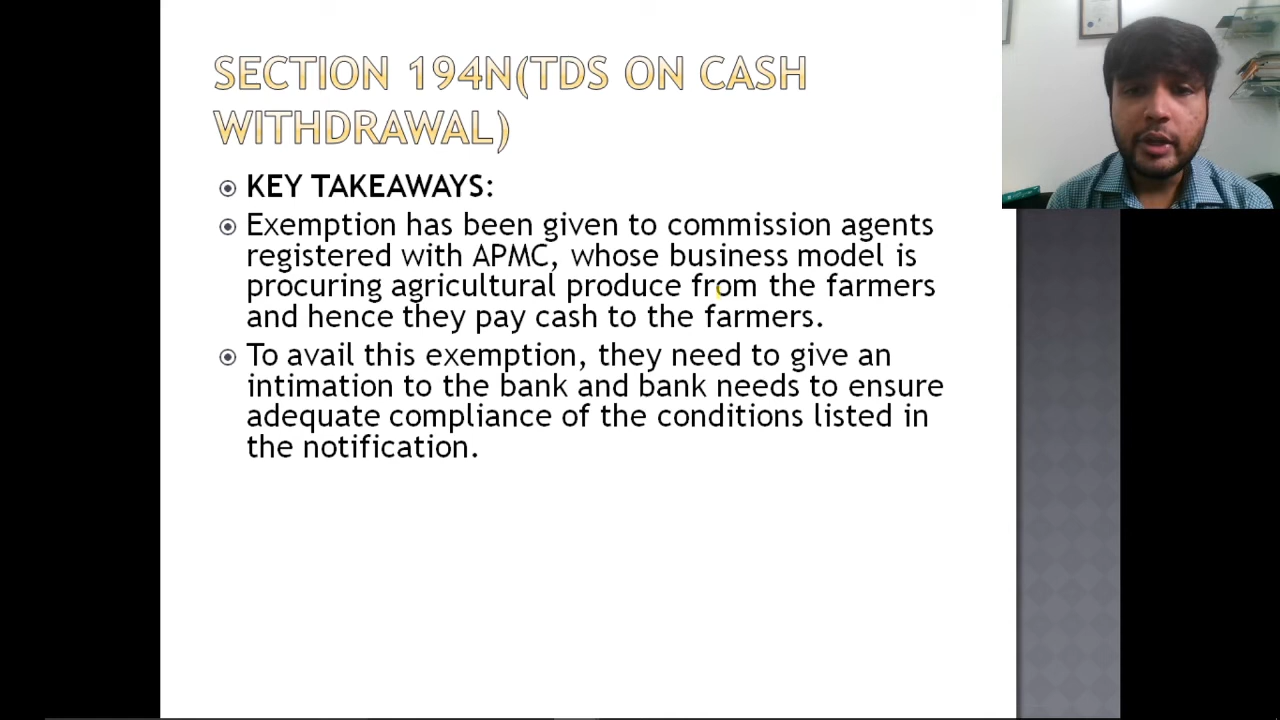 SECTION 194N(TDS ON CASH
WITHDRAWAL)
KEY TAKEAWAYS:
Exemption has been given to commission agents
registered with APMC, whose business model is
procuring agricultural produce from the farmers
and hence they pay cash to the farmers.
To avail this exemption, they need to give an
intimation to the bank and bank needs to ensure
adequate compliance of the conditions listed in
the notification.